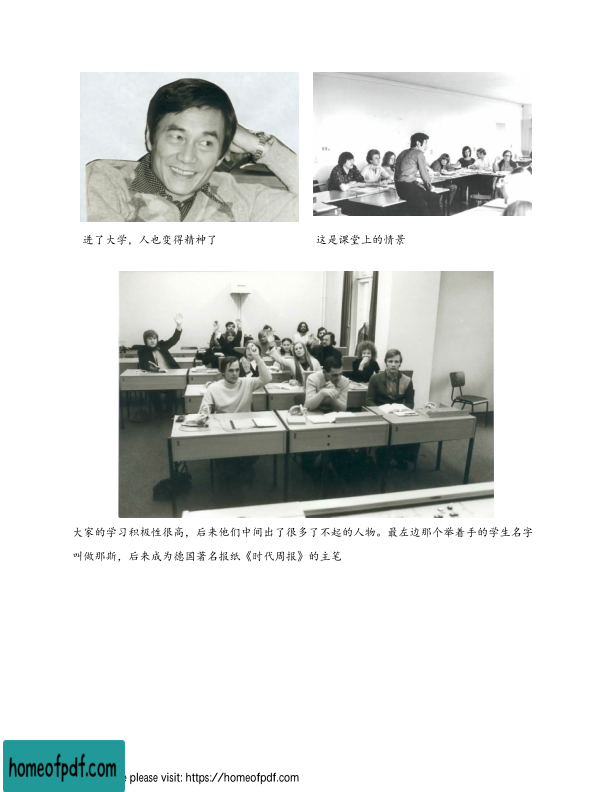 进了大学，人也变得精神了
这是课堂上的情景
大家的学习积极性很高，后来他们中间出了很多了不起的人物。最左边那个举着手的学生名字
叫做那斯，后来成为德国著名报纸《时代周报》的主笔
homeofpdf.com
please visit: https://homeofpdf.com